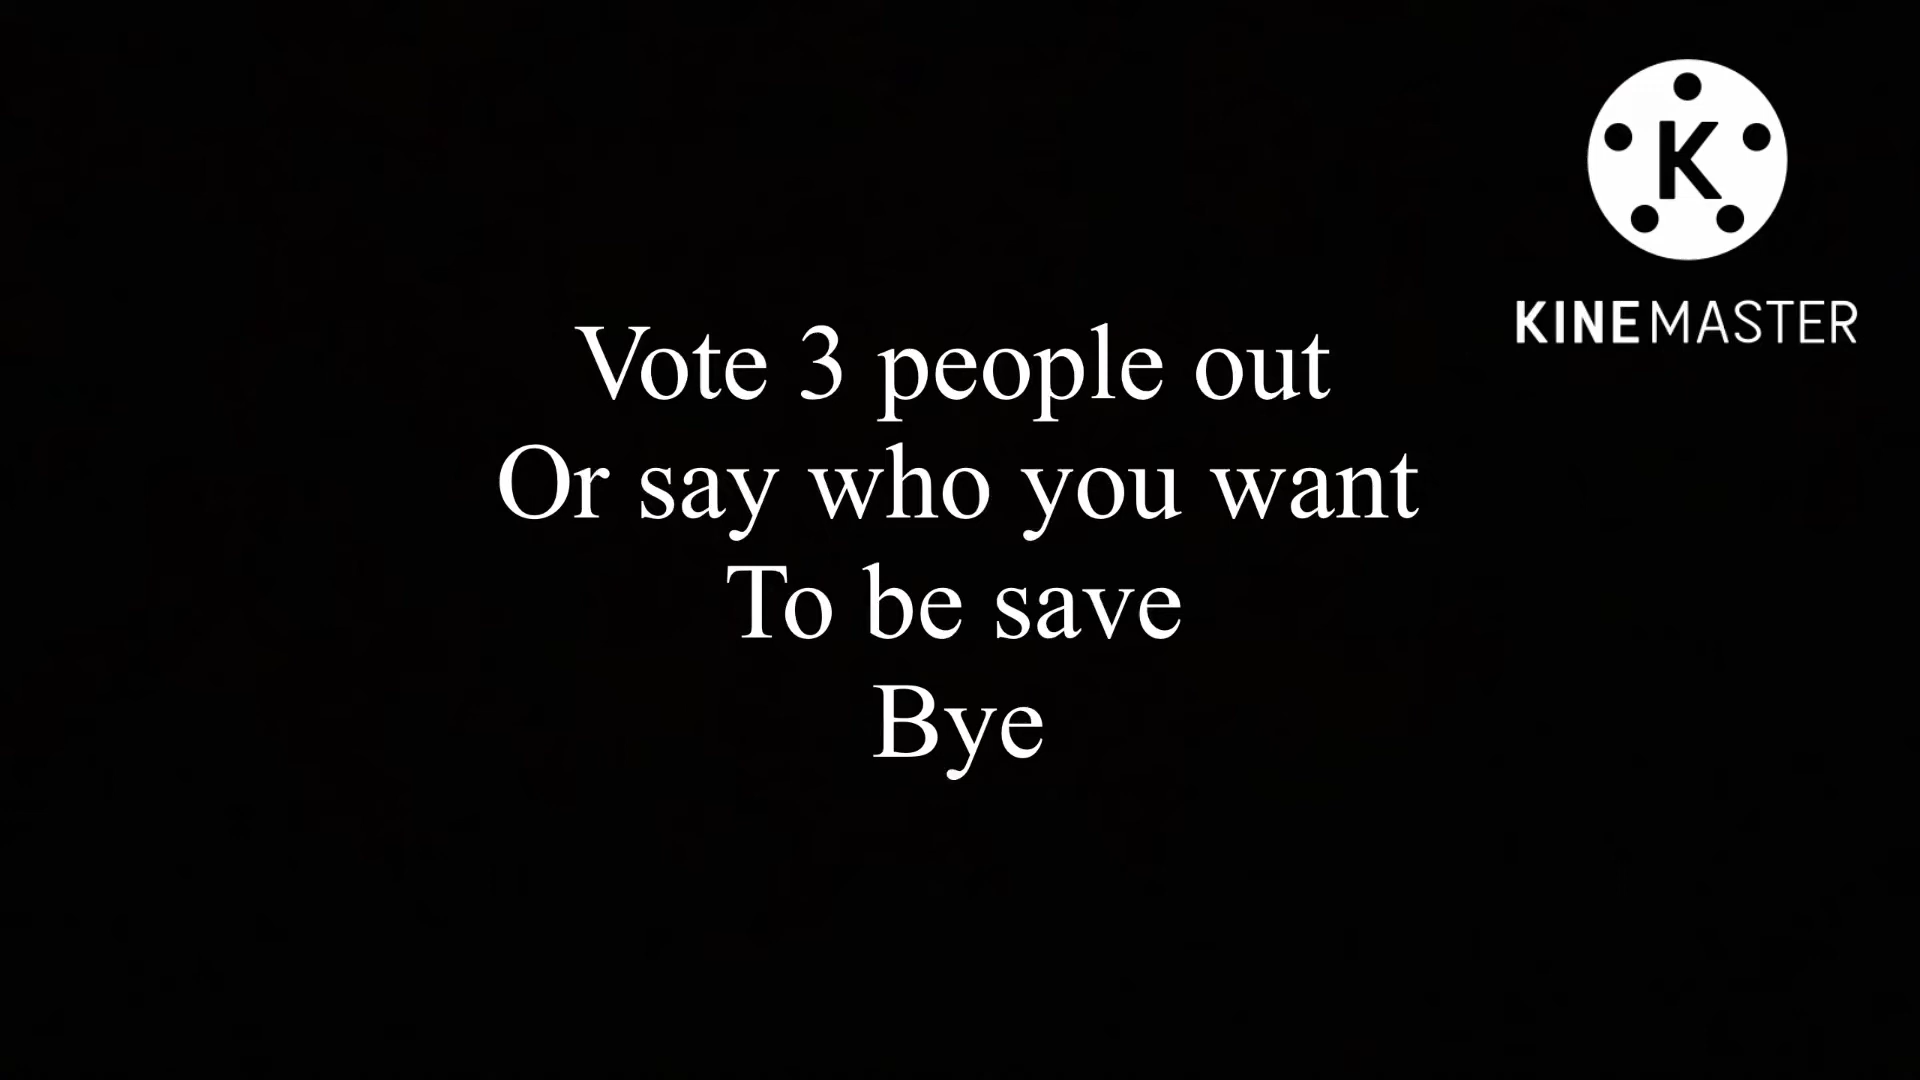 K
KINEMASTER
Vote 3 people out
Or say who you want
To be save
Bye